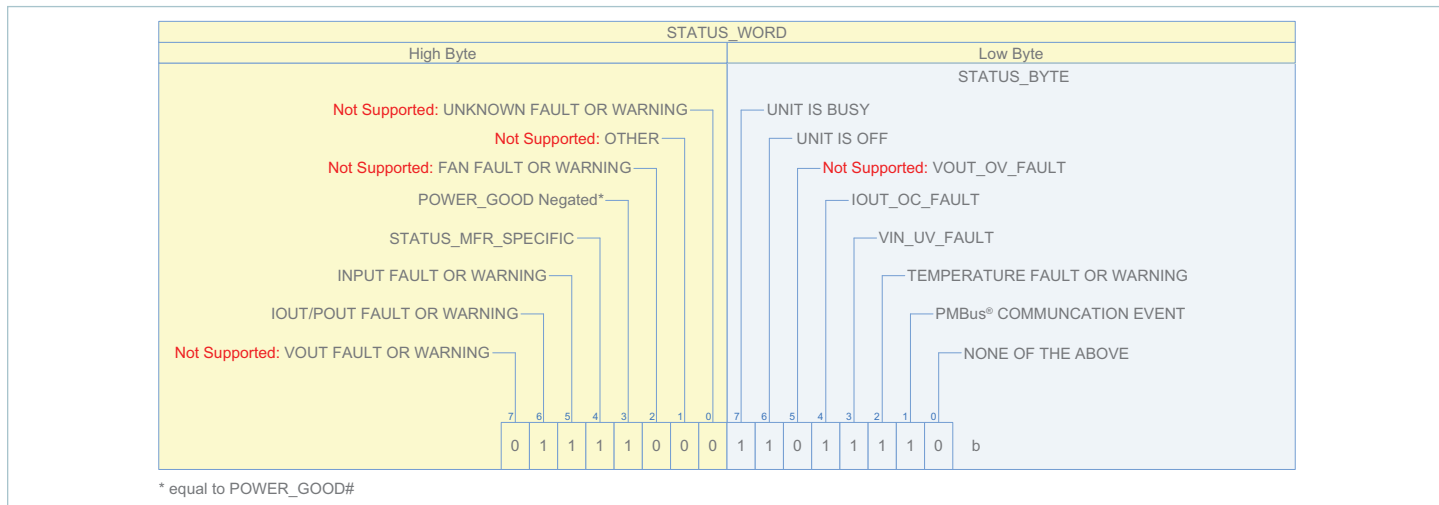 STATUS_WORD
High Byte Low Byte
STATUS_BYTE
Not Supported: UNKNOWN FAULT OR WARNING UNIT IS BUSY
Not Supported: OTHER UNIT IS OFF
Not Supported: FAN FAULT OR WARNING Not Supported: VOUT_OV_FAULT
POWER_GOOD Negated* IOUT_OC_FAULT
STATUS_MFR_SPECIFIC VIN_UV_FAULT
INPUT FAULT OR WARNING TEMPERATURE FAULT OR WARNING
IOUT/POUT FAULT OR WARNING PMBus® COMMUNCATION EVENT
Not Supported: VOUT FAULT OR WARNING NONE OF THE ABOVE
7 6 5 4 3 2 1 0 7 6 5 4 3 2 1 0
0 1 1 1 1 0 0 0 1 1 0 1 1 1 1 0 b
* equal to POWER_GOOD#